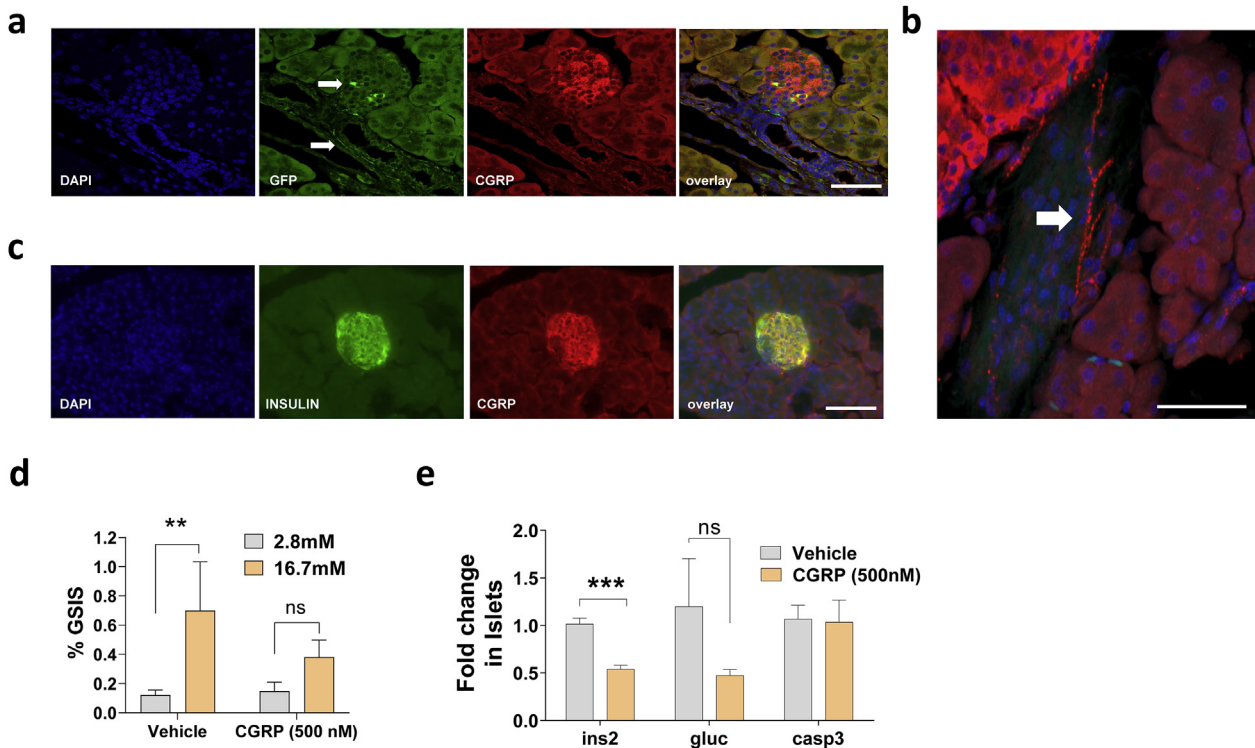 a
DAPI
GFP
CGRP
overlay
b
c
DAPI
INSULIN
CGRP
overlay
d
% GSIS
1.2
1.0
0.8
0.6
0.4
0.2
0.0
**
ns
2.8mM
16.7mM
Vehicle
CGRP (500 nM)
e
Fold change
in Islets
2.0
1.5
1.0
0.5
0.0
***
ns
Vehicle
CGRP (500nM)
ins2
gluc
casp3